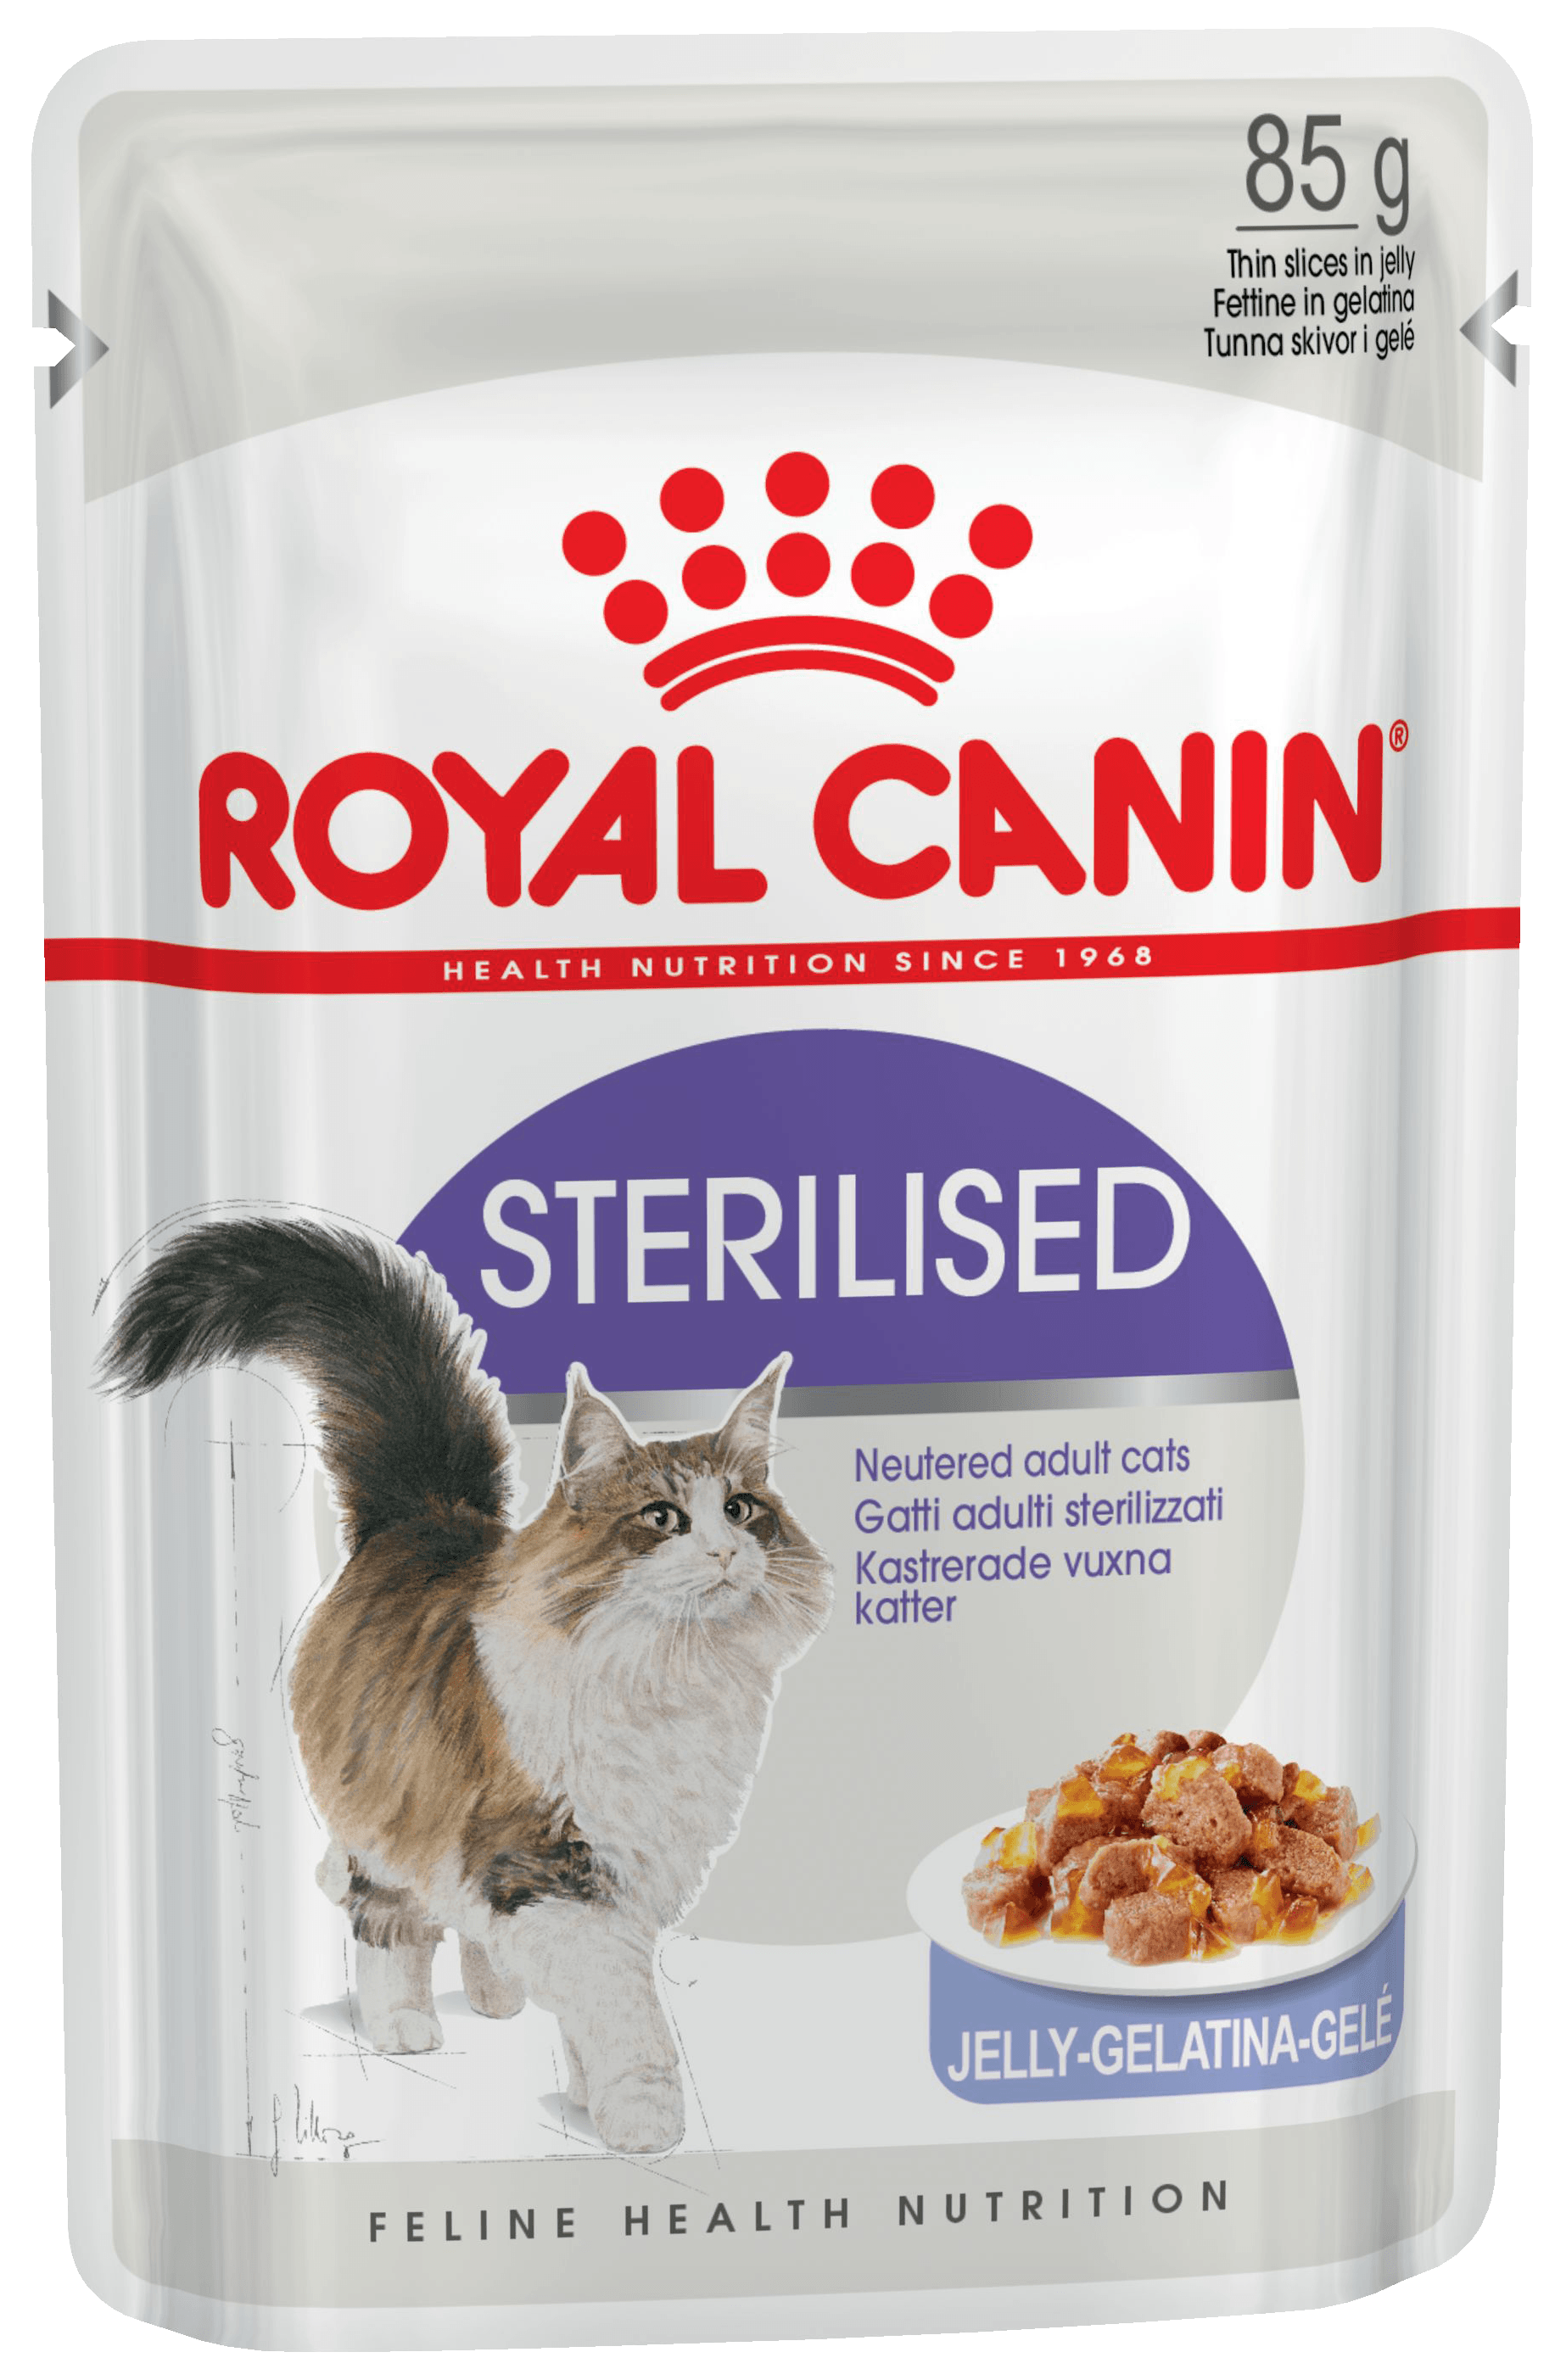 85 g
Thin slices in jelly
Fettine in gelatina
Tunna skivor i gelé
ROYAL CANIN®
HEALTH NUTRITION SINCE 1968
STERILISED
Neutered adult cats
Gatti adulti sterilizzati
Kastrerade vuxna
katter
JELLY-GELATINA-GELÉ
FELINE HEALTH NUTRITION